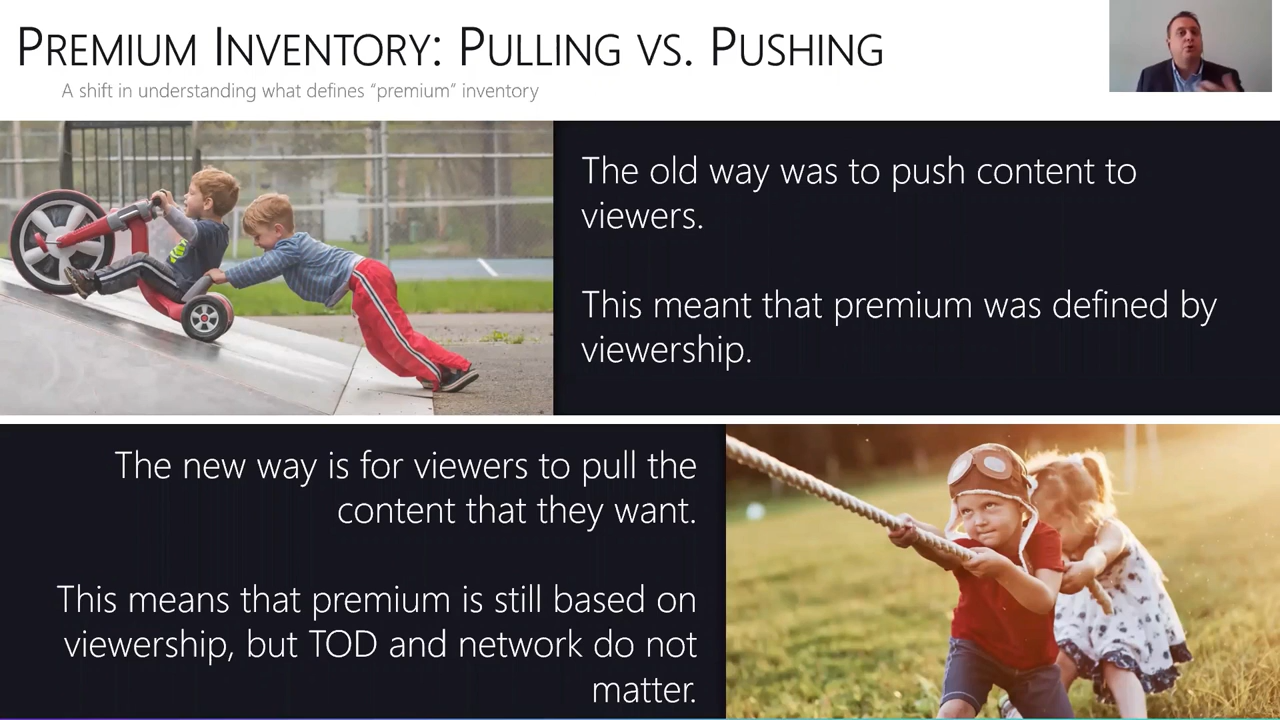 PREMIUM INVENTORY: PULLING VS. PUSHING
A shift in understanding what defines “premium” inventory
The old way was to push content to
viewers.
This meant that premium was defined by
viewership.
The new way is for viewers to pull the
content that they want.
This means that premium is still based on
viewership, but TOD and network do not
matter.